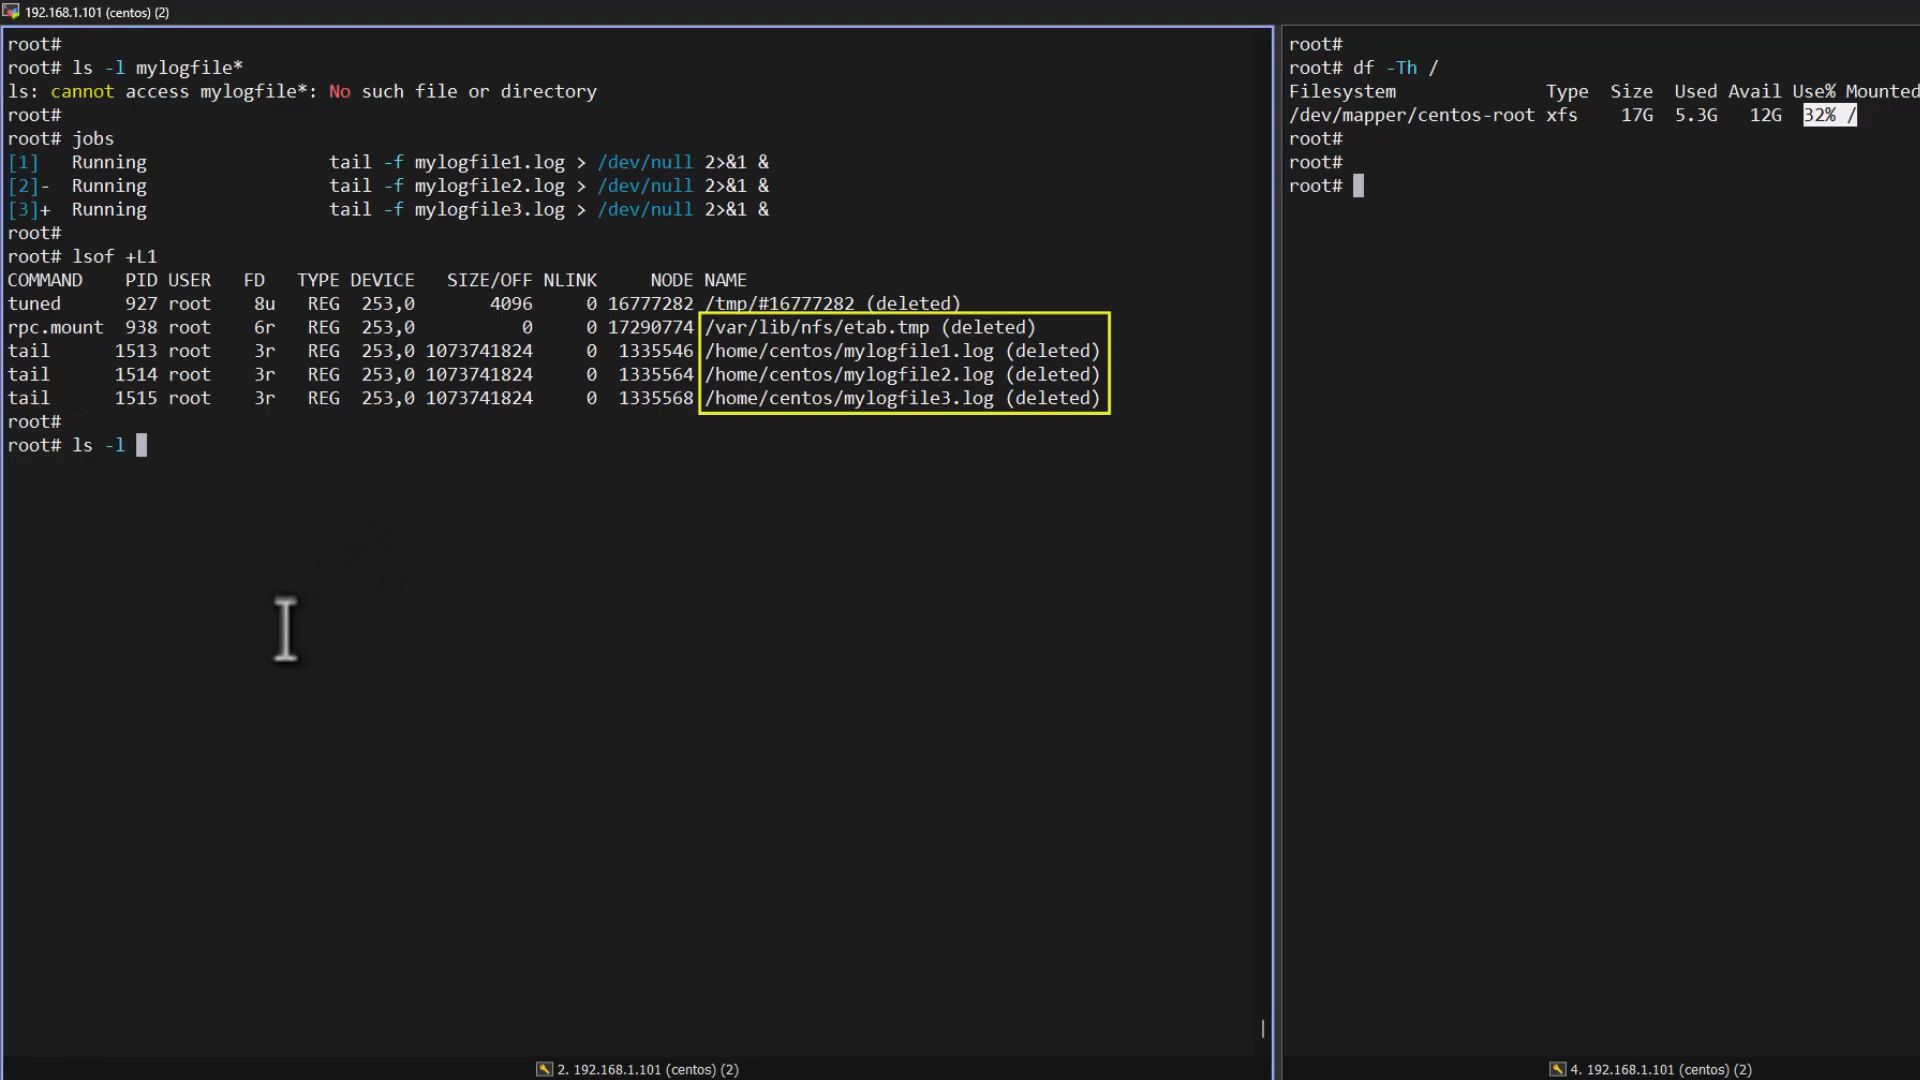 192.168.1.101 (centos) (2)
root#
root# ls -l mylogfile*
ls: cannot access mylogfile*: No such file or directory
root#
root# jobs
[1]   Running                 tail -f mylogfile1.log > /dev/null 2>&1 &
[2]-  Running                 tail -f mylogfile2.log > /dev/null 2>&1 &
[3]+  Running                 tail -f mylogfile3.log > /dev/null 2>&1 &
root#
root# lsof +L1
COMMAND    PID USER   FD   TYPE DEVICE   SIZE/OFF NLINK     NODE NAME
tuned      927 root    8u   REG  253,0       4096     0 16777282 /tmp/#16777282 (deleted)
rpc.mount  938 root    6r   REG  253,0          0     0 17290774 /var/lib/nfs/etab.tmp (deleted)
tail      1513 root    3r   REG  253,0 1073741824     0  1335546 /home/centos/mylogfile1.log (deleted)
tail      1514 root    3r   REG  253,0 1073741824     0  1335564 /home/centos/mylogfile2.log (deleted)
tail      1515 root    3r   REG  253,0 1073741824     0  1335568 /home/centos/mylogfile3.log (deleted)
root#
root# ls -l
2. 192.168.1.101 (centos) (2)
root#
root# df -Th /
Filesystem              Type  Size  Used Avail Use% Mounted
/dev/mapper/centos-root xfs    17G  5.3G   12G  32% /
root#
root#
root#
4. 192.168.1.101 (centos) (2)